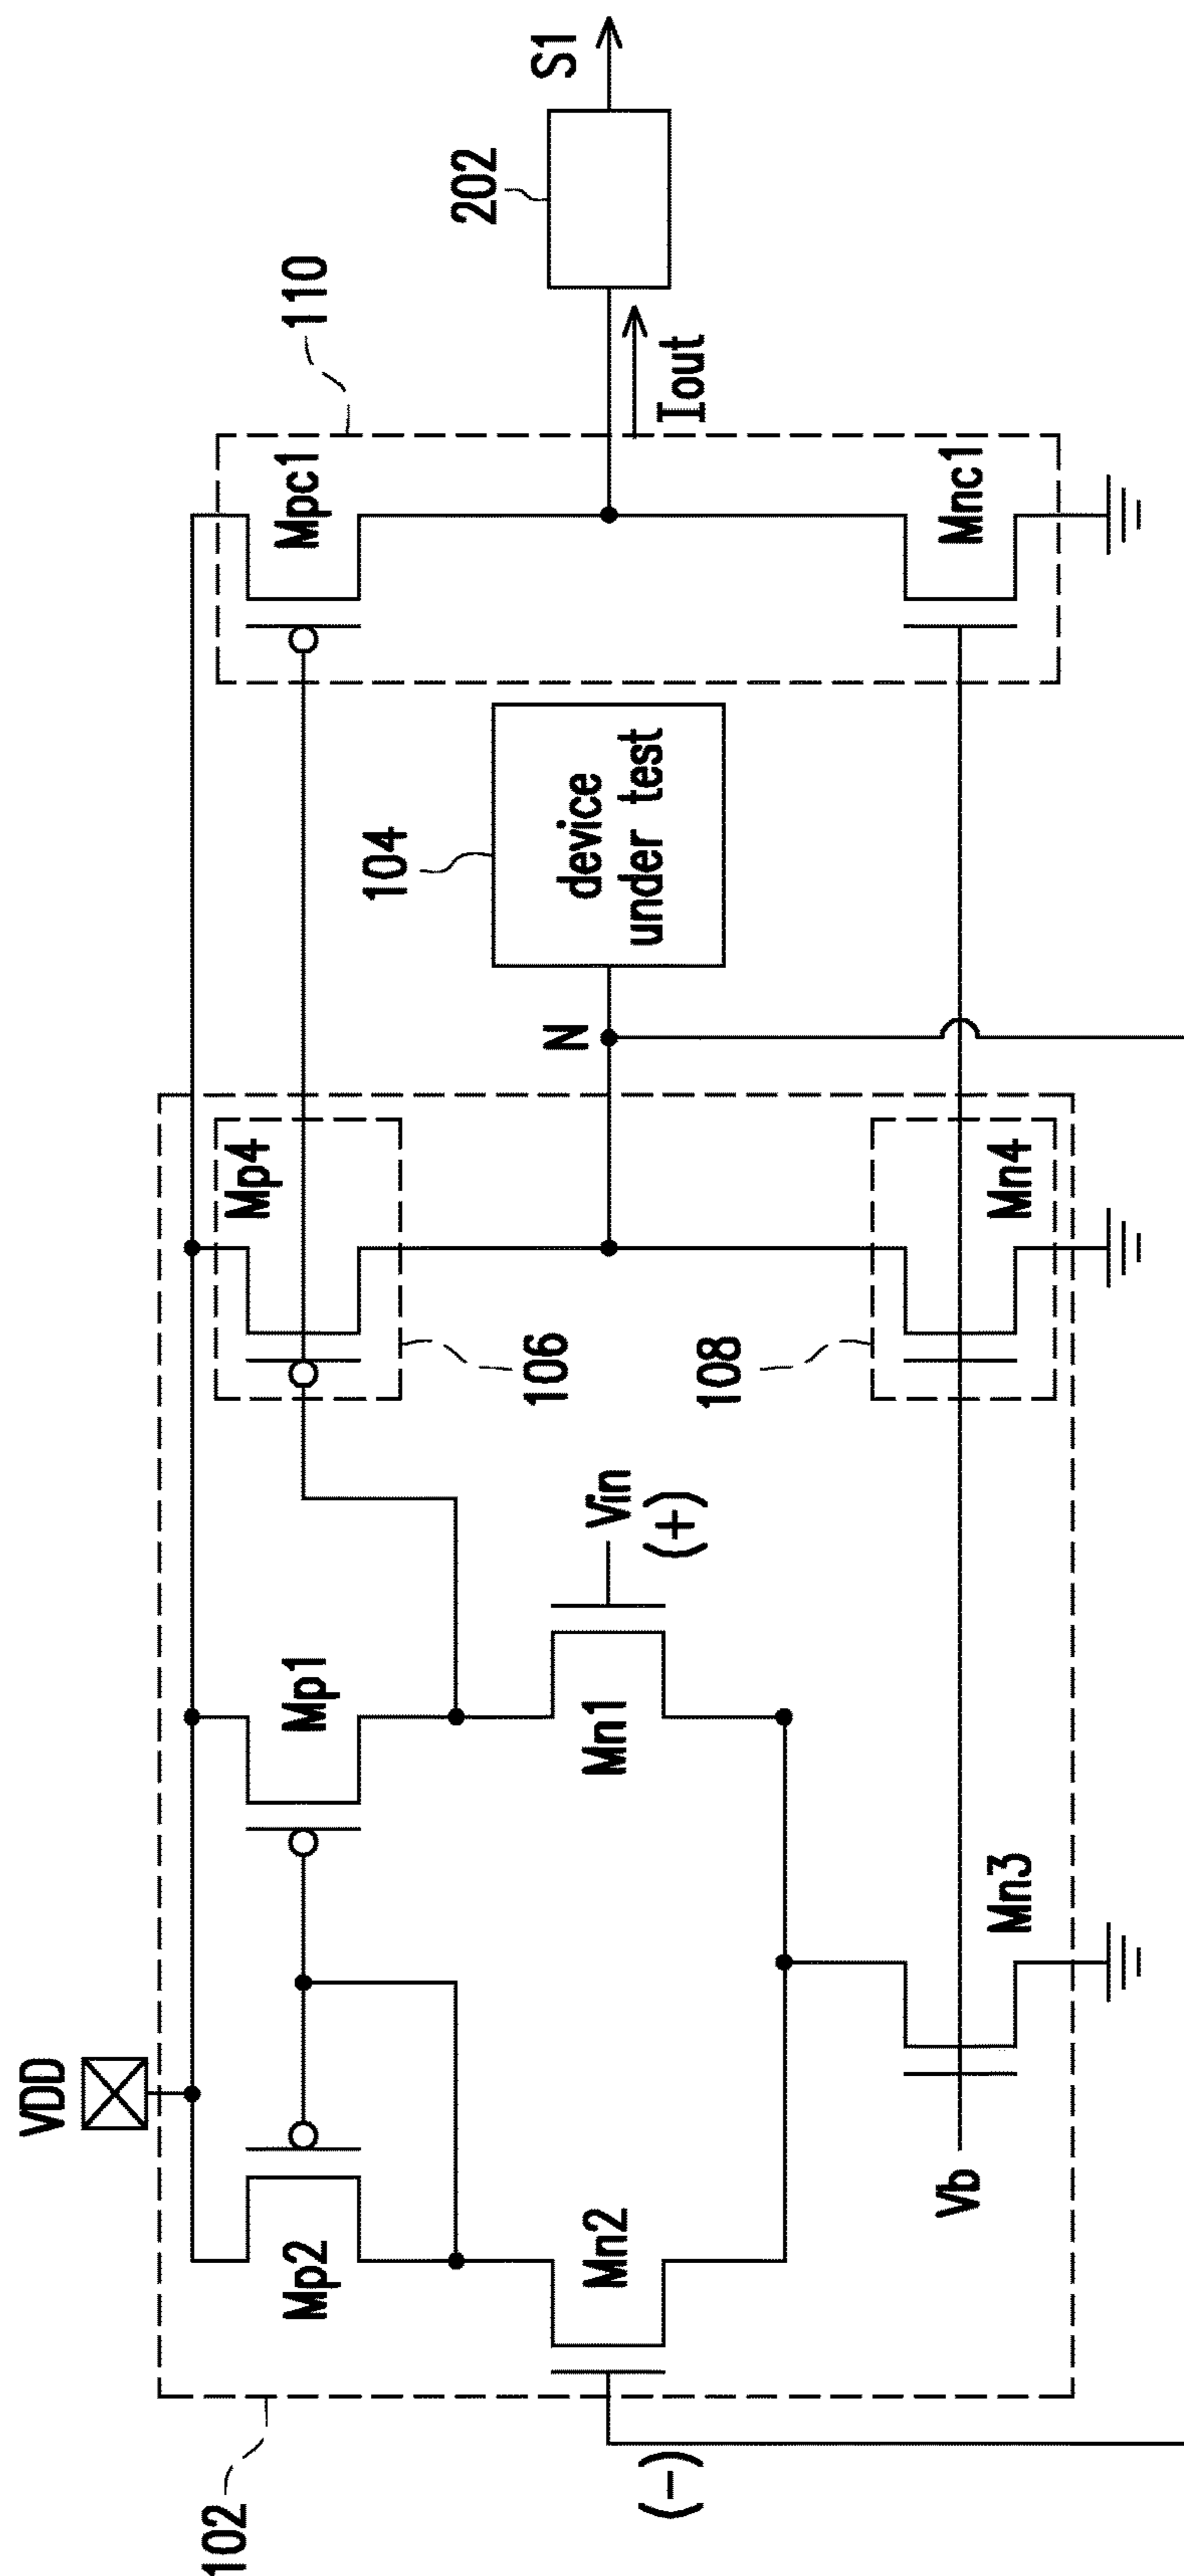 VDD
102
Mp2
Mp1
Mp4
106
Mpc1
110
202
S1
Iout
104
device
under test
N
Mn2
(-)
Mn1
Vin
(+)
108
Mn4
Mnc1
Mn3
Vb